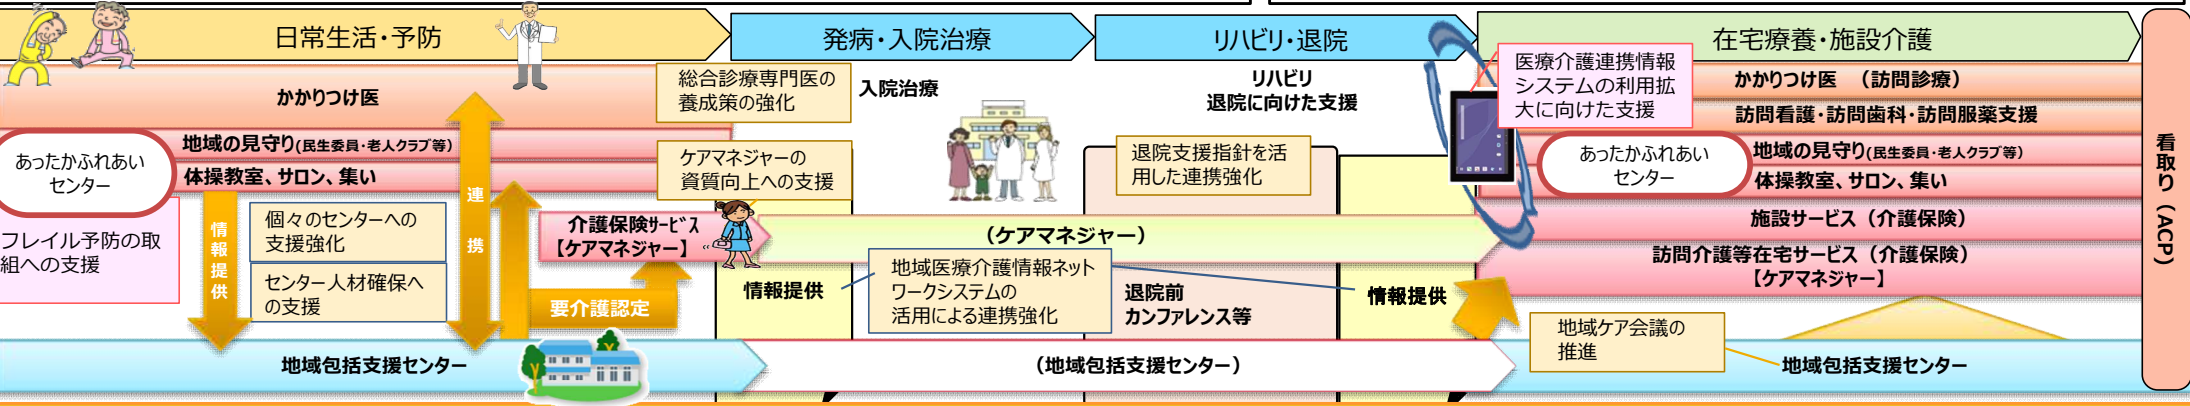 日常生活・予防
発病・入院治療
リハビリ・退院
在宅療養・施設介護
かかりつけ医
地域の見守り(民生委員・老人クラブ等)
体操教室、サロン、集い
あったかふれあい
センター
フレイル予防の取
組への支援
情報提供
個々のセンターへの
支援強化
センター人材確保へ
の支援
連携
要介護認定
介護保険サービス
【ケアマネジャー】
地域包括支援センター
総合診療専門医の
養成策の強化
ケアマネジャーの
資質向上への支援
入院治療
リハビリ
退院に向けた支援
退院支援指針を活
用した連携強化
（ケアマネジャー）
情報提供
地域医療介護情報ネット
ワークシステムの
活用による連携強化
退院前
カンファレンス等
情報提供
（地域包括支援センター）
医療介護連携情報
システムの利用拡
大に向けた支援
かかりつけ医　（訪問診療）
訪問看護・訪問歯科・訪問服薬支援
あったかふれあい
センター
地域の見守り(民生委員・老人クラブ等)
体操教室、サロン、集い
施設サービス（介護保険）
訪問介護等在宅サービス（介護保険）
【ケアマネジャー】
地域ケア会議の
推進
地域包括支援センター
看取り（ACP）